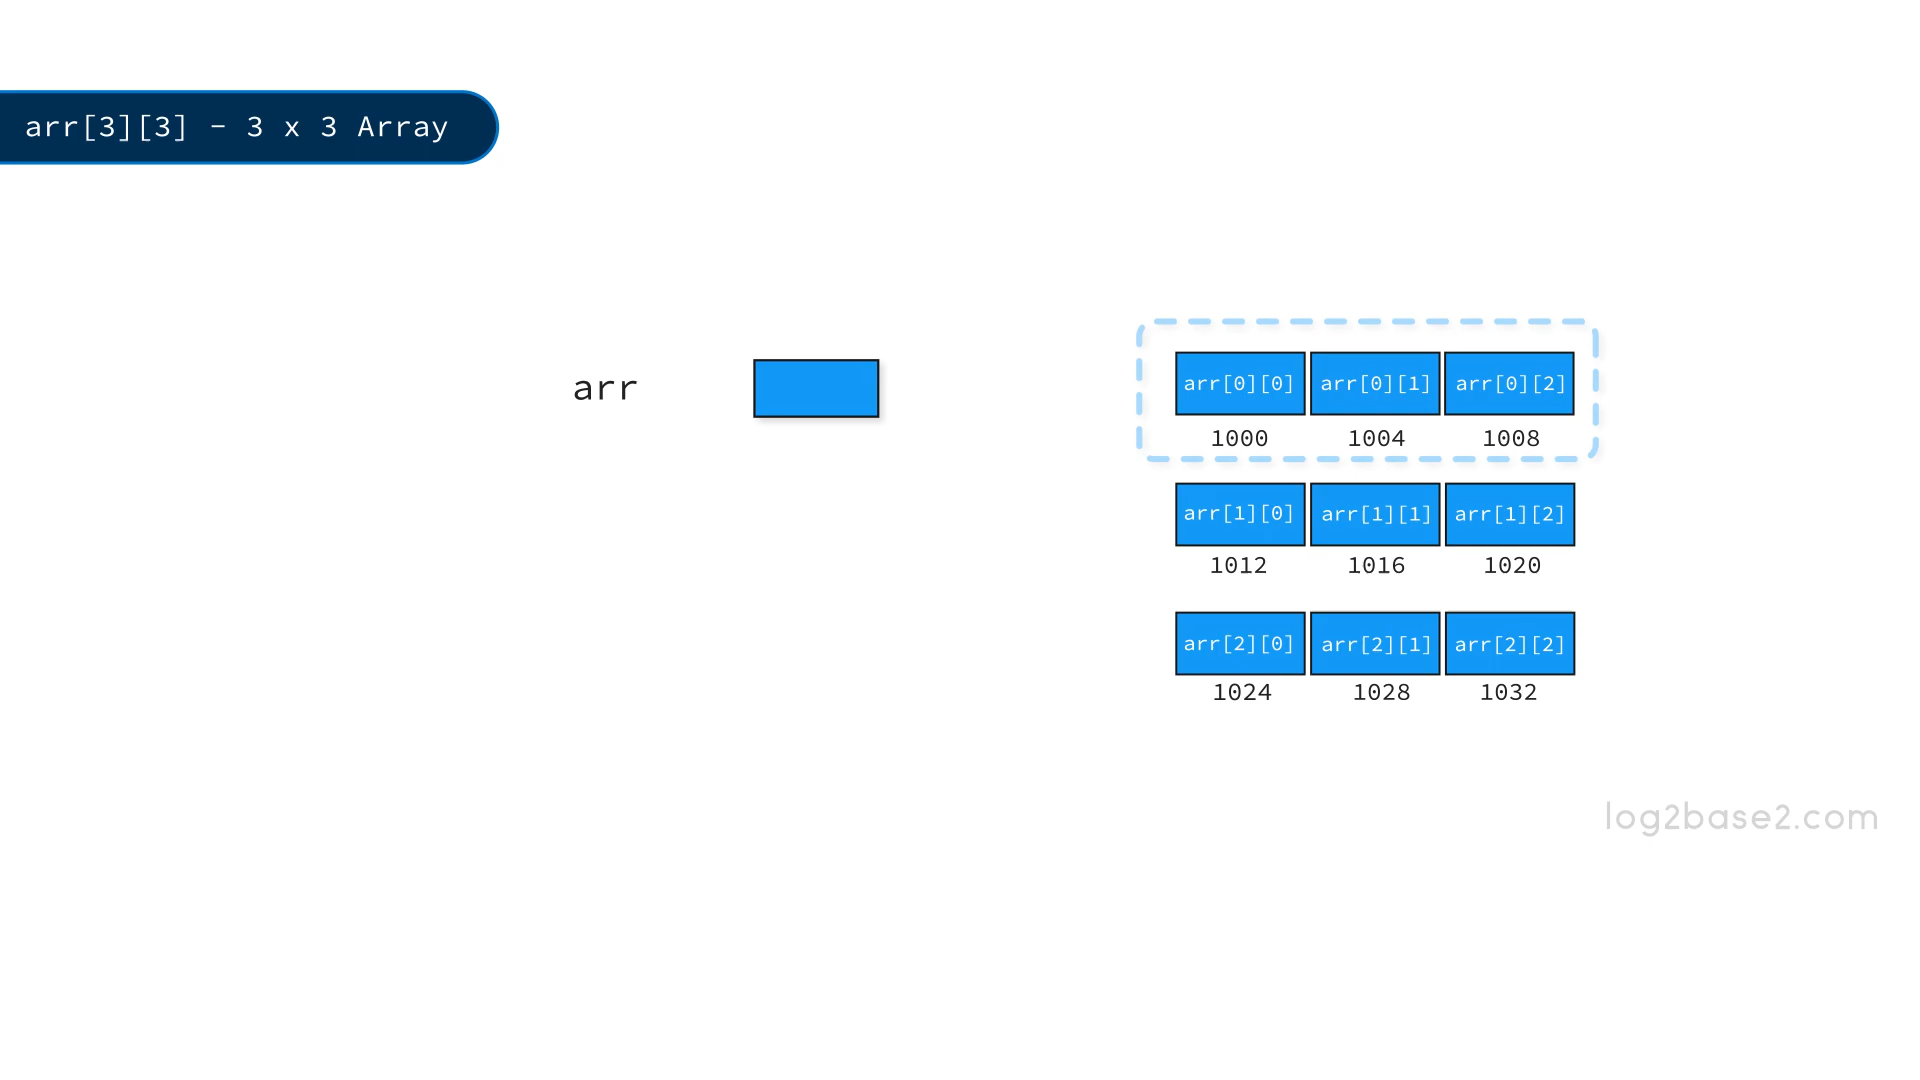 arr[3][3] - 3 x 3 Array
arr
arr[0][0] arr[0][1] arr[0][2]
1000 1004 1008
arr[1][0] arr[1][1] arr[1][2]
1012 1016 1020
arr[2][0] arr[2][1] arr[2][2]
1024 1028 1032
log2base2.com